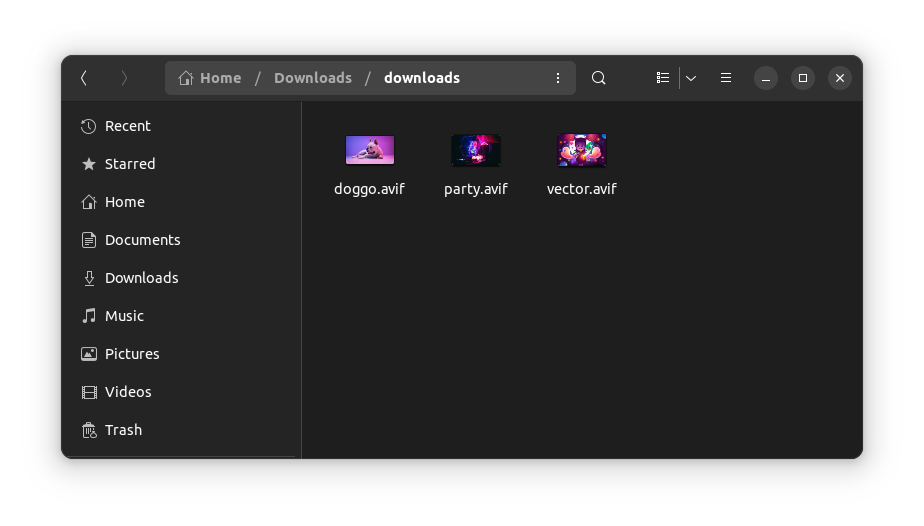 Home / Downloads / downloads
Recent
Starred
Home
Documents
Downloads
Music
Pictures
Videos
Trash
doggo.avif party.avif vector.avif